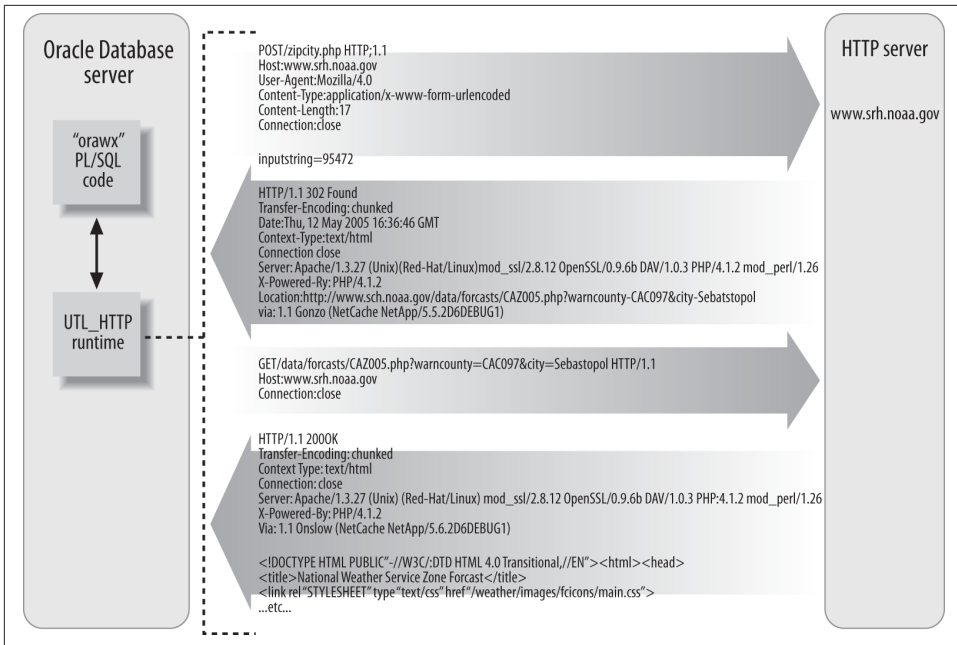 Oracle Database
server
"orawx"
PL/SQL
code
UTL_HTTP
runtime
POST/zipcity.php HTTP;1.1
Host:www.srh.noaa.gov
User-Agent:Mozilla/4.0
Content-Type:application/x-www-form-urlencoded
Content-Length:17
Connection:close
inputstring=95472
HTTP/1.1 302 Found
Transfer-Encoding: chunked
Date:Thu, 12 May 2005 16:36:46 GMT
Context-Type:text/html
Connection close
Server: Apache/1.3.27 (Unix)(Red-Hat/Linux)mod_ssl/2.8.12 OpenSSL/0.9.6b DAV/1.0.3 PHP/4.1.2 mod_perl/1.26
X-Powered-Ry: PHP/4.1.2
Location:http://www.sch.noaa.gov/data/forcasts/CAZ005.php?warncounty-CAC097&city-Sebatstopol
via: 1.1 Gonzo (NetCache NetApp/5.5.2D6DEBUG1)
GET/data/forcasts/CAZ005.php?warncounty=CAC097&city=Sebastopol HTTP/1.1
Host:www.srh.noaa.gov
Connection:close
HTTP/1.1 200OK
Transfer-Encoding: chunked
Context Type: text/html
Connection: close
Server: Apache/1.3.27 (Unix) (Red-Hat/Linux) mod_ssl/2.8.12 OpenSSL/0.9.6b DAV/1.0.3 PHP:4.1.2 mod_perl/1.26
X-Powered-By: PHP/4.1.2
Via: 1.1 Onslow (NetCache NetApp/5.6.2D6DEBUG1)
<!DOCTYPE HTML PUBLIC"-//W3C/:DTD HTML 4.0 Transitional,//EN"><html><head>
<title>National Weather Service Zone Forcast</title>
<link rel"STYLESHEET" type"text/css" href"/weather/images/fcicons/main.css">
...etc...
HTTP server
www.srh.noaa.gov